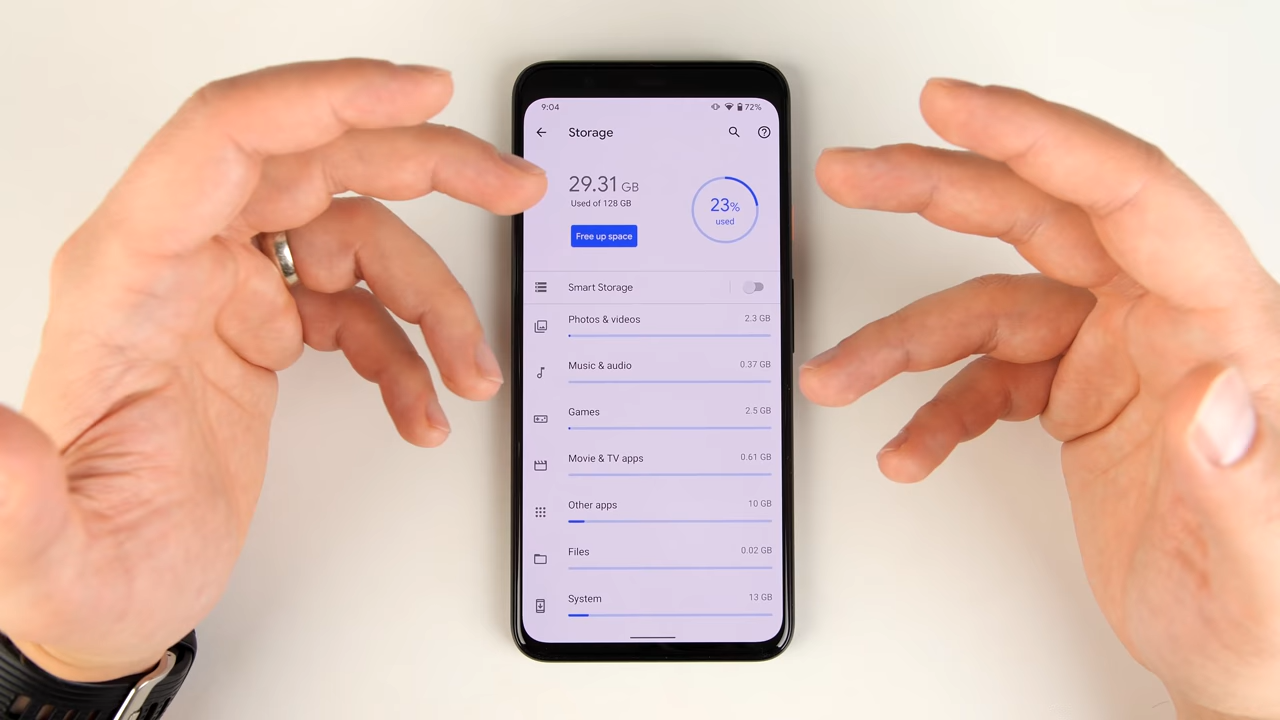 9:04 72%
Storage
29.31 GB
Used of 128 GB
23%
used
Free up space
Smart Storage
Photos & videos 2.3 GB
Music & audio 0.37 GB
Games 2.5 GB
Movie & TV apps 0.61 GB
Other apps 10 GB
Files 0.02 GB
System 13 GB